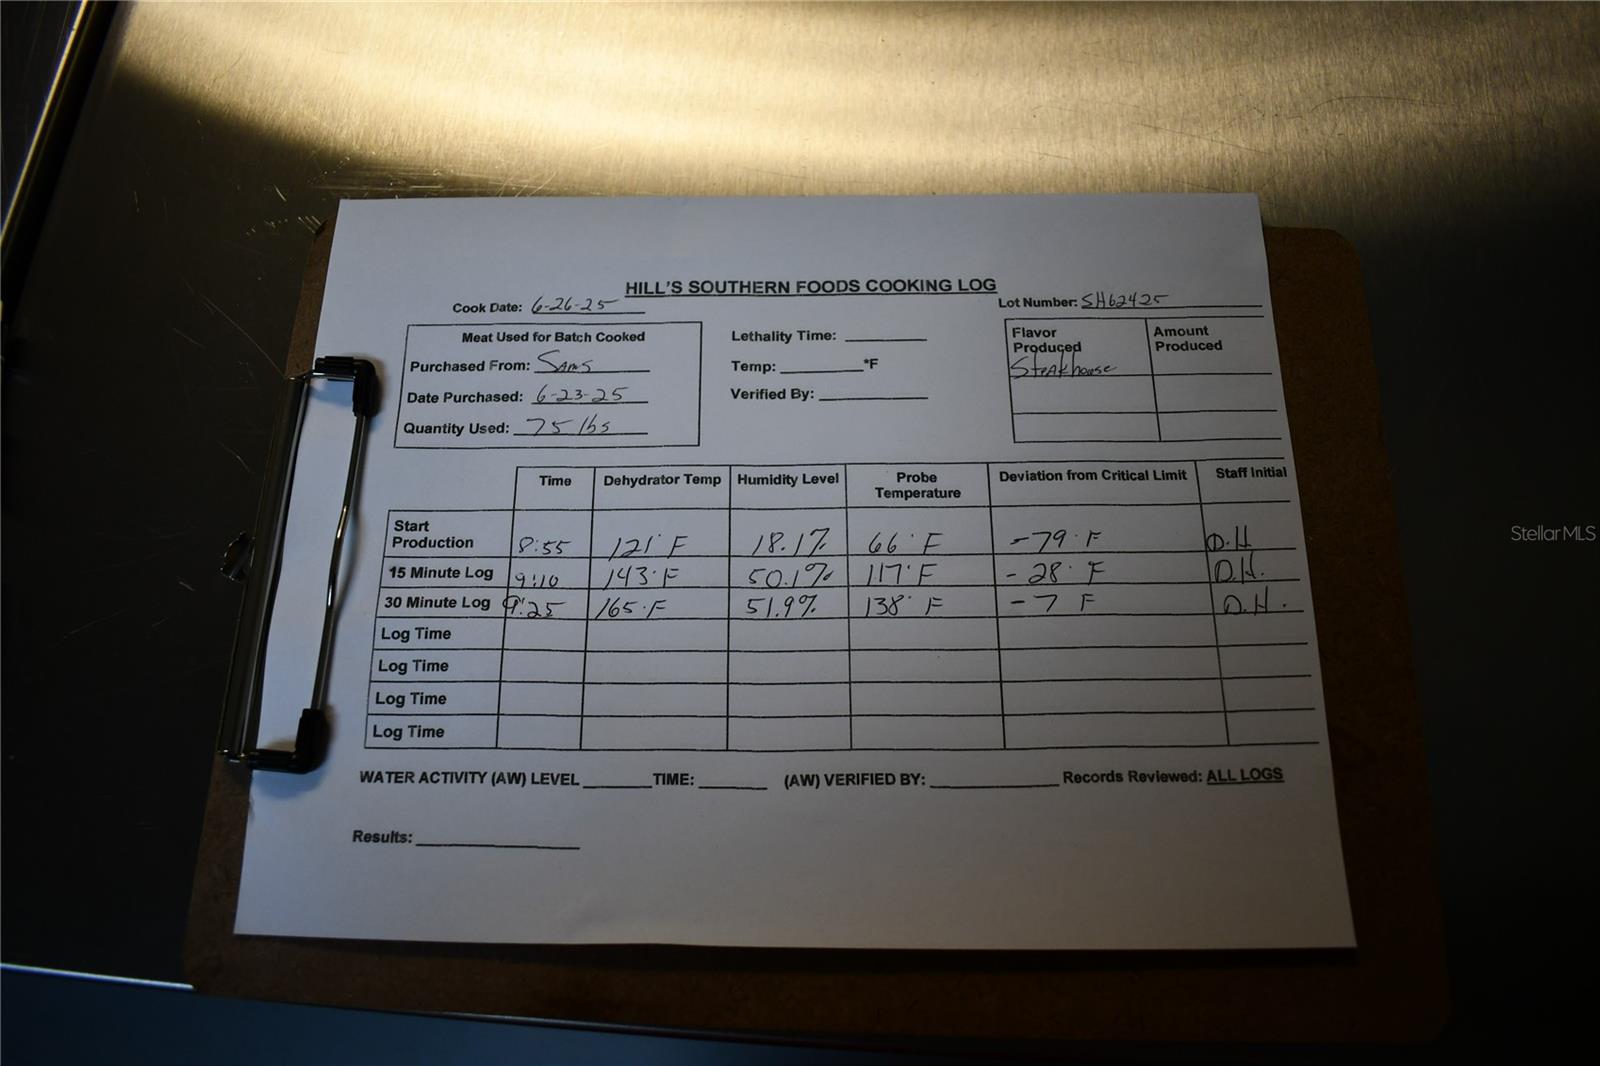 HILL'S SOUTHERN FOODS COOKING LOG
Cook Date: 6-26-25
Lot Number: SH62425
Meat Used for Batch Cooked
Purchased From: Sams
Date Purchased: 6-23-25
Quantity Used: 75 lbs
Lethality Time:
Temp: °F
Verified By:
Flavor Produced Amount Produced
Steakhouse
Time Dehydrator Temp Humidity Level Probe Temperature Deviation from Critical Limit Staff Initial
Start Production 8:55 121° F 18.1% 66° F -79° F D.H
15 Minute Log 9:10 143° F 50.1% 117° F -28° F D.H.
30 Minute Log 9:25 165° F 51.9% 138° F -7 F D.H.
Log Time
Log Time
Log Time
Log Time
WATER ACTIVITY (AW) LEVEL TIME: (AW) VERIFIED BY: Records Reviewed: ALL LOGS
Results:
StellarMLS